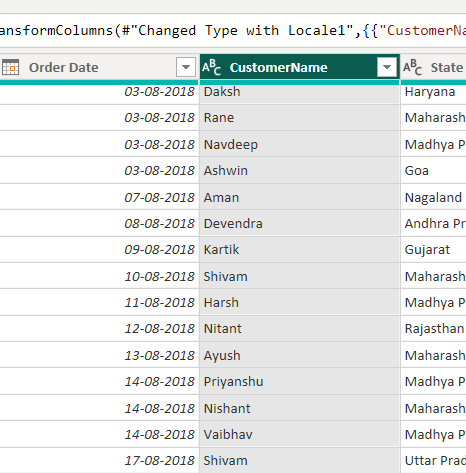 ansformColumns(#"Changed Type with Locale1",{{"CustomerNa
Order Date ABC CustomerName ABC State
03-08-2018 Daksh Haryana
03-08-2018 Rane Maharash
03-08-2018 Navdeep Madhya P
03-08-2018 Ashwin Goa
07-08-2018 Aman Nagaland
08-08-2018 Devendra Andhra Pr
09-08-2018 Kartik Gujarat
10-08-2018 Shivam Maharash
11-08-2018 Harsh Madhya P
12-08-2018 Nitant Rajasthan
13-08-2018 Ayush Maharash
14-08-2018 Priyanshu Madhya P
14-08-2018 Nishant Maharash
14-08-2018 Vaibhav Madhya P
17-08-2018 Shivam Uttar Prad